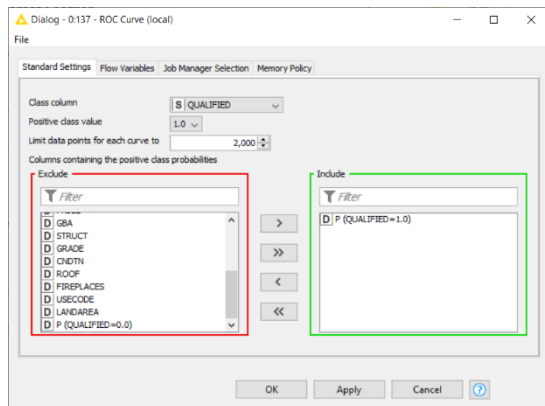 Dialog - 0:137 - ROC Curve (local)
File
Standard Settings Flow Variables Job Manager Selection Memory Policy
Class column
S QUALIFIED
Positive class value
1.0
Limit data points for each curve to
2,000
Columns containing the positive class probabilities
Exclude
Filter
D GBA
D STRUCT
D GRADE
D CNDTN
D ROOF
D FIREPLACES
D USECODE
D LANDAREA
D P (QUALIFIED=0.0)
>
>>
<
<<
Include
Filter
D P (QUALIFIED=1.0)
OK Apply Cancel ?